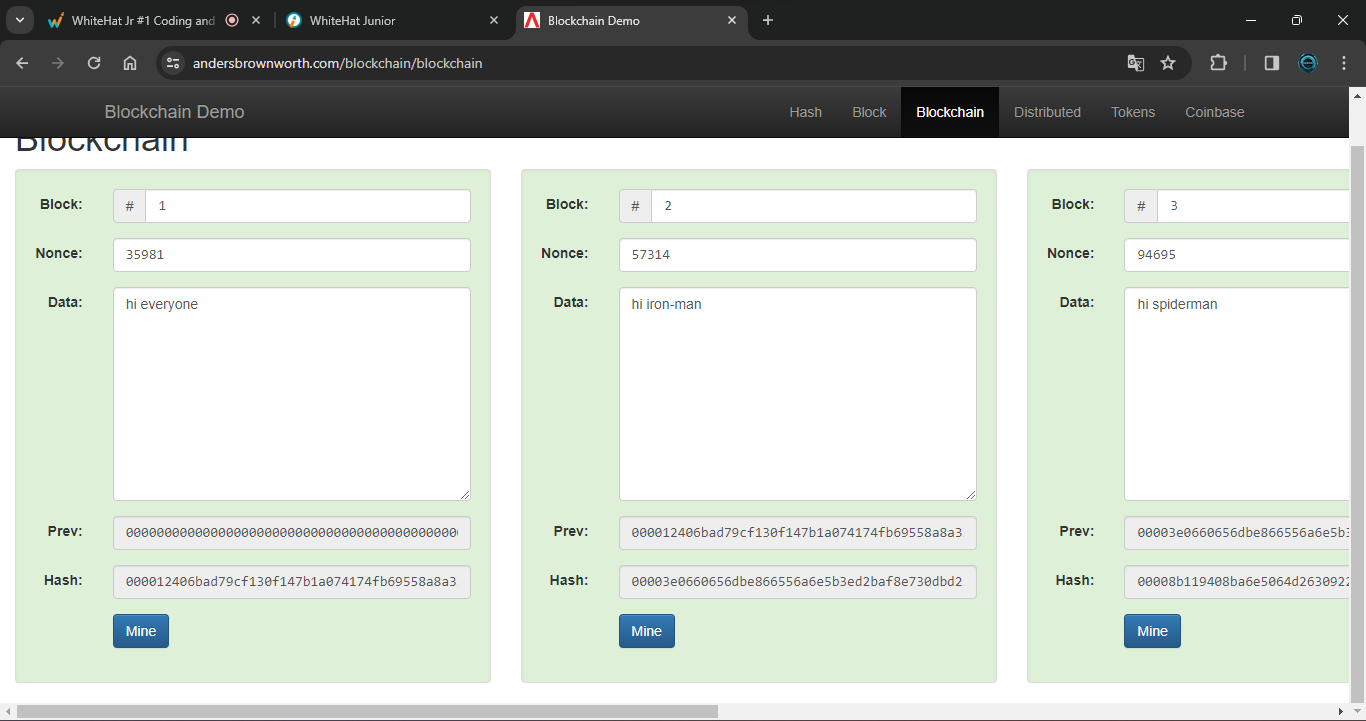 WhiteHat Jr #1 Coding and
WhiteHat Junior
Blockchain Demo
andersbrownworth.com/blockchain/blockchain
Blockchain Demo
Hash
Block
Blockchain
Distributed
Tokens
Coinbase
Blockchain
Block:
# 1
Nonce:
35981
Data:
hi everyone
Prev:
Hash:
000012406bad79cf130f147b1a074174fb69558a8a3
Mine
Block:
# 2
Nonce:
57314
Data:
hi iron-man
Prev:
000012406bad79cf130f147b1a074174fb69558a8a3
Hash:
00003e0660656dbe866556a6e5b3ed2baf8e730dbd2
Mine
Block:
# 3
Nonce:
94695
Data:
hi spiderman
Prev:
00003e0660656dbe866556a6e5b3
Hash:
00008b119408ba6e5064d2630922
Mine